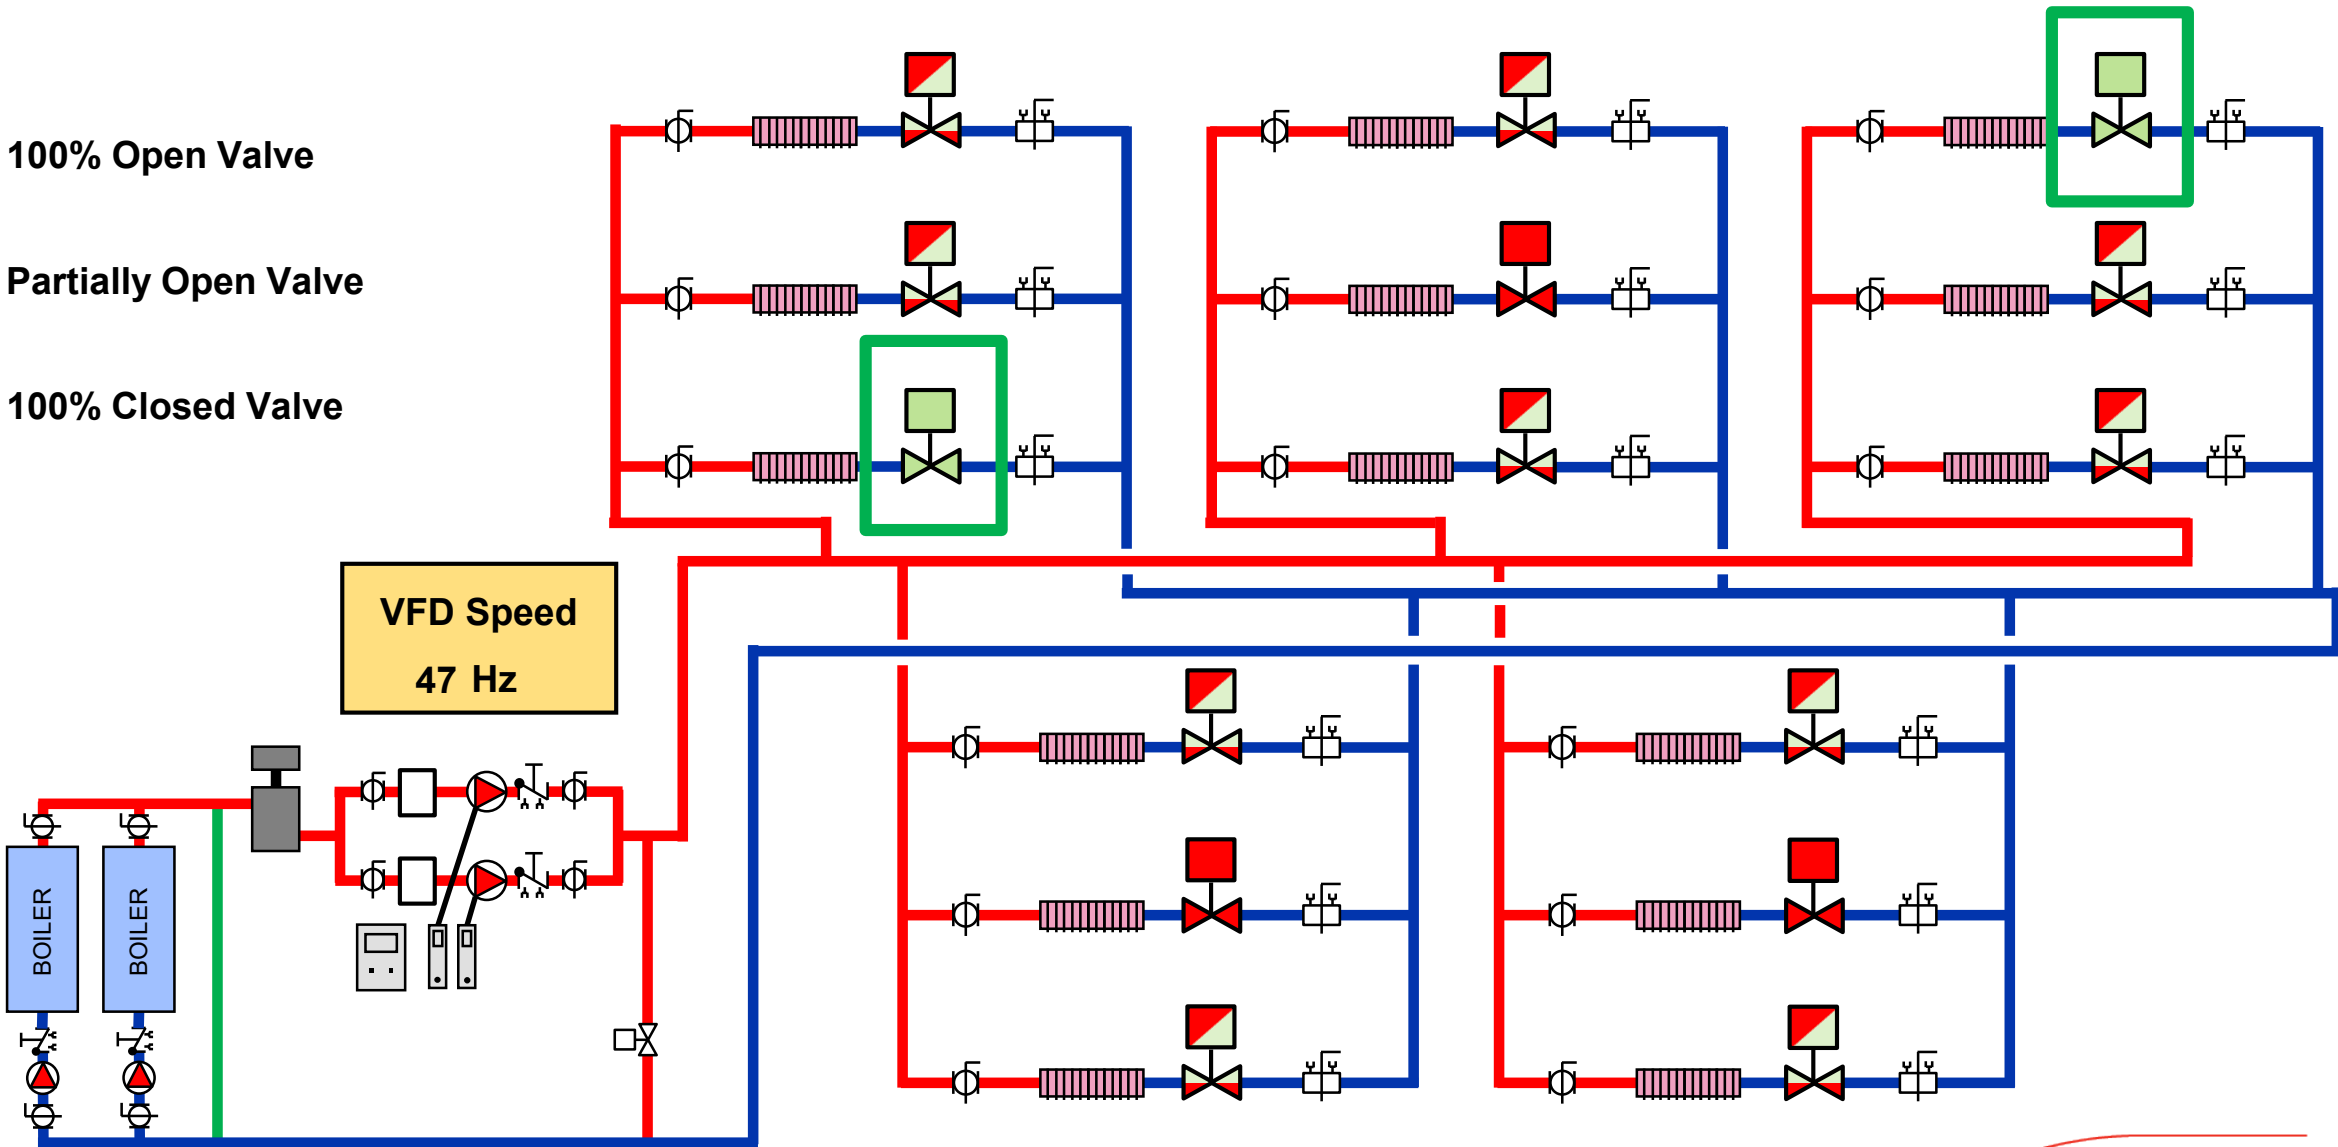 100% Open Valve
Partially Open Valve
100% Closed Valve
VFD Speed
47 Hz
BOILER
BOILER